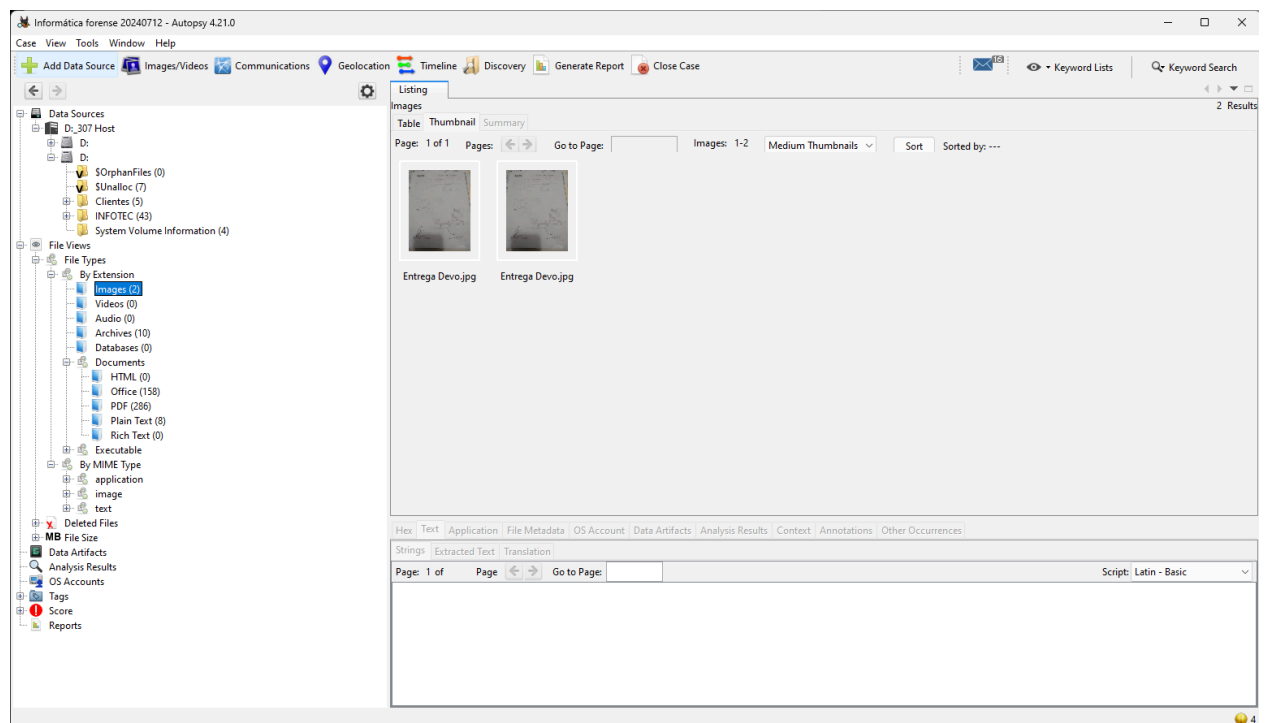 Informática forense 20240712 - Autopsy 4.21.0
Case View Tools Window Help
Add Data Source Images/Videos Communications Geolocation Timeline Discovery Generate Report Close Case 16 Keyword Lists Keyword Search
Data Sources
D:_307 Host
D:
D:
$OrphanFiles (0)
$Unalloc (7)
Clientes (5)
INFOTEC (43)
System Volume Information (4)
File Views
File Types
By Extension
Images (2)
Videos (0)
Audio (0)
Archives (10)
Databases (0)
Documents
HTML (0)
Office (158)
PDF (286)
Plain Text (8)
Rich Text (0)
Executable
By MIME Type
application
image
text
Deleted Files
MB File Size
Data Artifacts
Analysis Results
OS Accounts
Tags
Score
Reports
Listing
Images 2 Results
Table Thumbnail Summary
Page: 1 of 1 Pages: Go to Page: Images: 1-2 Medium Thumbnails Sort Sorted by: ---
Entrega Devo.jpg Entrega Devo.jpg
Hex Text Application File Metadata OS Account Data Artifacts Analysis Results Context Annotations Other Occurrences
Strings Extracted Text Translation
Page: 1 of Page Go to Page: Script: Latin - Basic
4